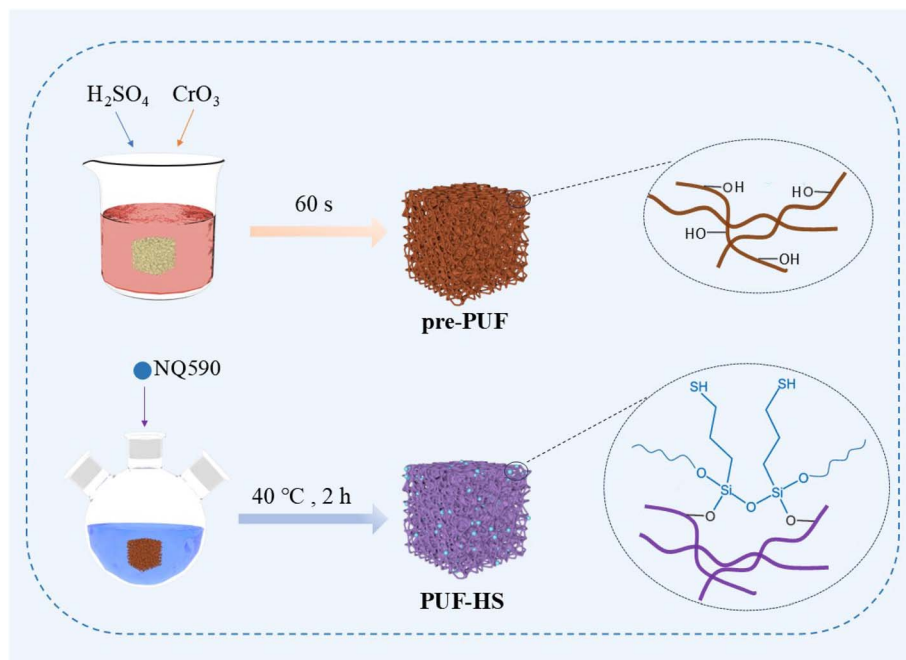 H₂SO₄ CrO₃
60 s
pre-PUF
OH
HO
HO
OH
NQ590
40 ℃ , 2 h
PUF-HS
SH
SH
O
Si
O
Si
O
O
O